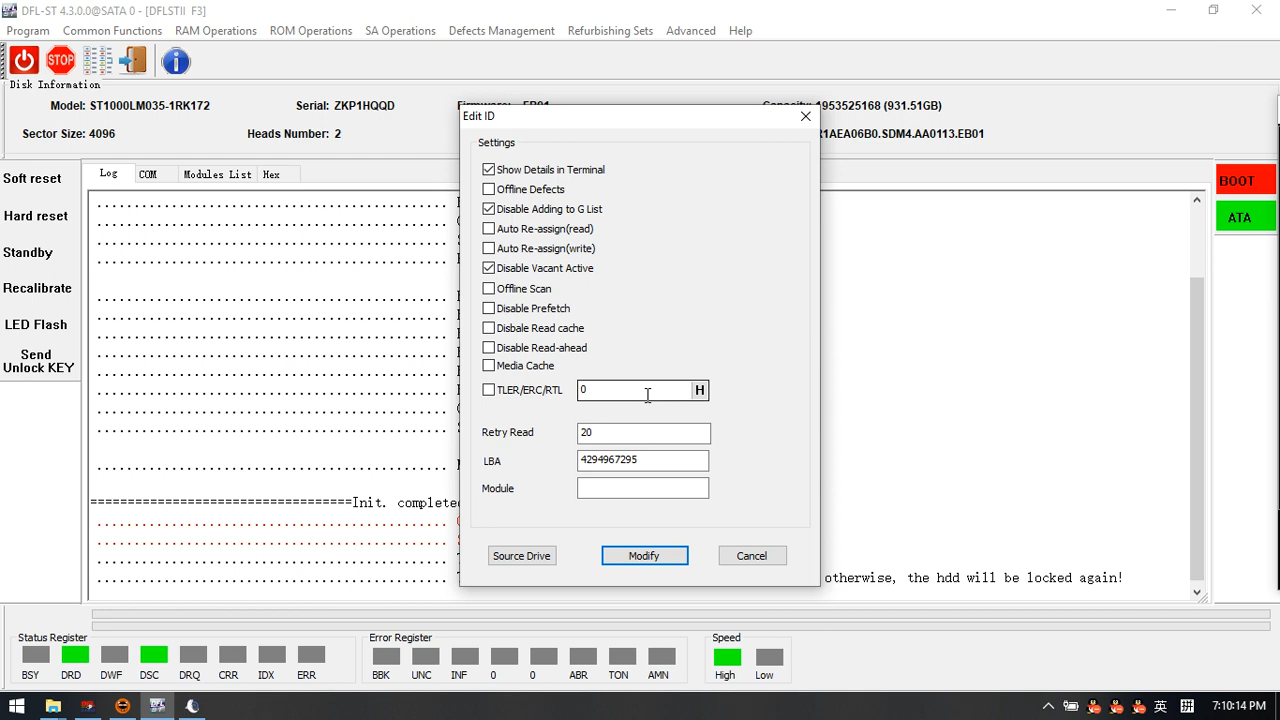 DFL-ST 4.3.0.0@SATA 0 - [DFLSTII F3]
Program Common Functions RAM Operations ROM Operations SA Operations Defects Management Refurbishing Sets Advanced Help
STOP
Disk Information
Model: ST1000LM035-1RK172 Serial: ZKP1HQQD
Sector Size: 4096 Heads Number: 2 R1AEA06B0.SDM4.AA0113.EB01
Log COM Modules List Hex
Soft reset
Hard reset
Standby
Recalibrate
LED Flash
Send
Unlock KEY
BOOT
ATA
================================Init. completed
otherwise, the hdd will be locked again!
Edit ID
Settings
Show Details in Terminal
Offline Defects
Disable Adding to G List
Auto Re-assign(read)
Auto Re-assign(write)
Disable Vacant Active
Offline Scan
Disable Prefetch
Disbale Read cache
Disable Read-ahead
Media Cache
TLER/ERC/RTL 0 H
Retry Read 20
LBA 4294967295
Module
Source Drive Modify Cancel
Status Register Error Register Speed
BSY DRD DWF DSC DRQ CRR IDX ERR BBK UNC INF 0 0 ABR TON AMN High Low
英 拼 7:10:14 PM